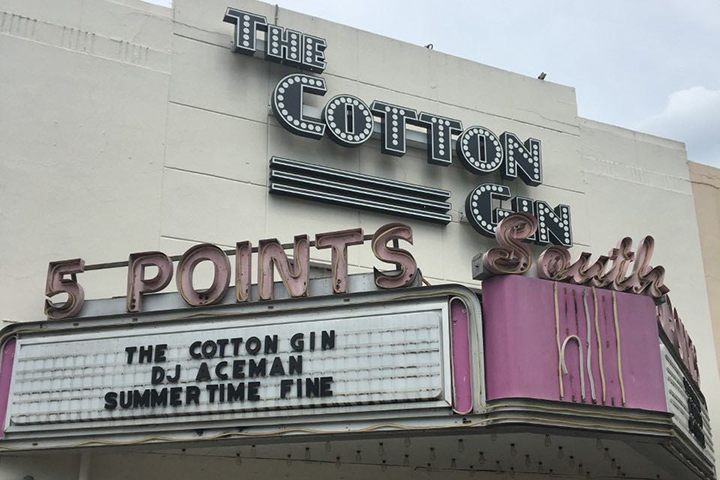 THE
COTTON
GIN
5 POINTS South
THE COTTON GIN
DJ ACEMAN
SUMMERTIME FINE